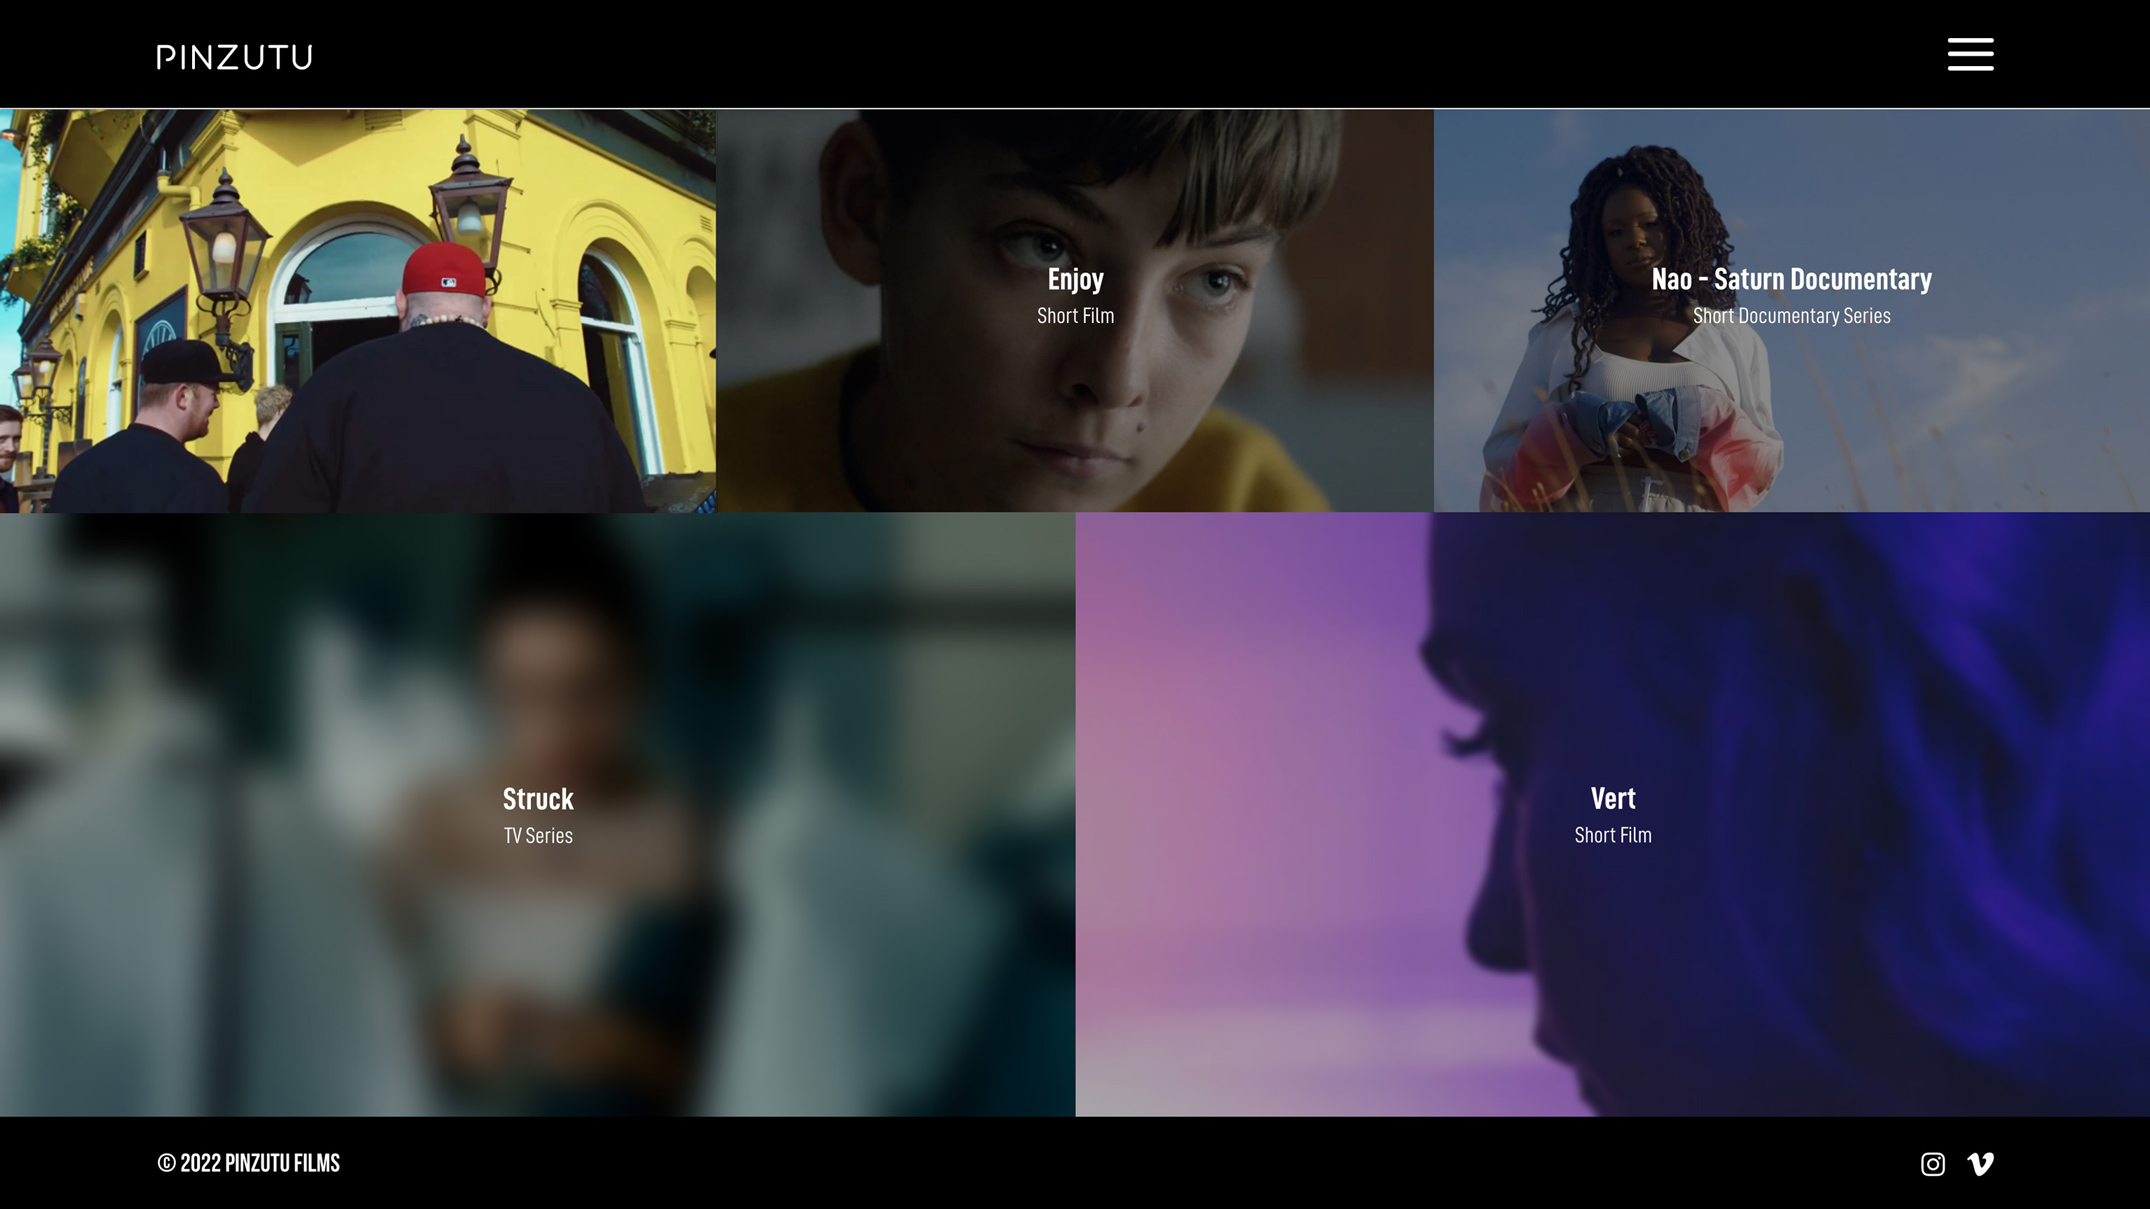 PINZUTU
Enjoy
Short Film
Nao - Saturn Documentary
Short Documentary Series
Struck
TV Series
Vert
Short Film
© 2022 PINZUTU FILMS